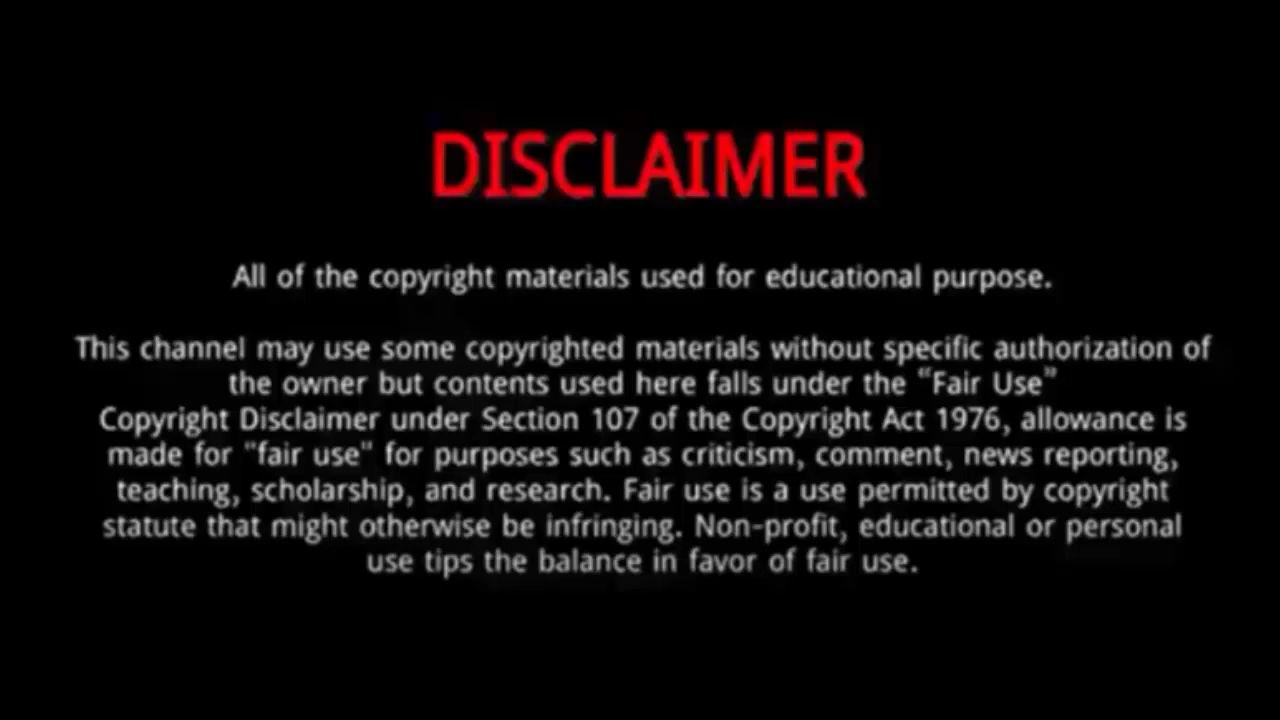 DISCLAIMER
All of the copyright materials used for educational purpose.
This channel may use some copyrighted materials without specific authorization of
the owner but contents used here falls under the “Fair Use”
Copyright Disclaimer under Section 107 of the Copyright Act 1976, allowance is
made for "fair use" for purposes such as criticism, comment, news reporting,
teaching, scholarship, and research. Fair use is a use permitted by copyright
statute that might otherwise be infringing. Non-profit, educational or personal
use tips the balance in favor of fair use.